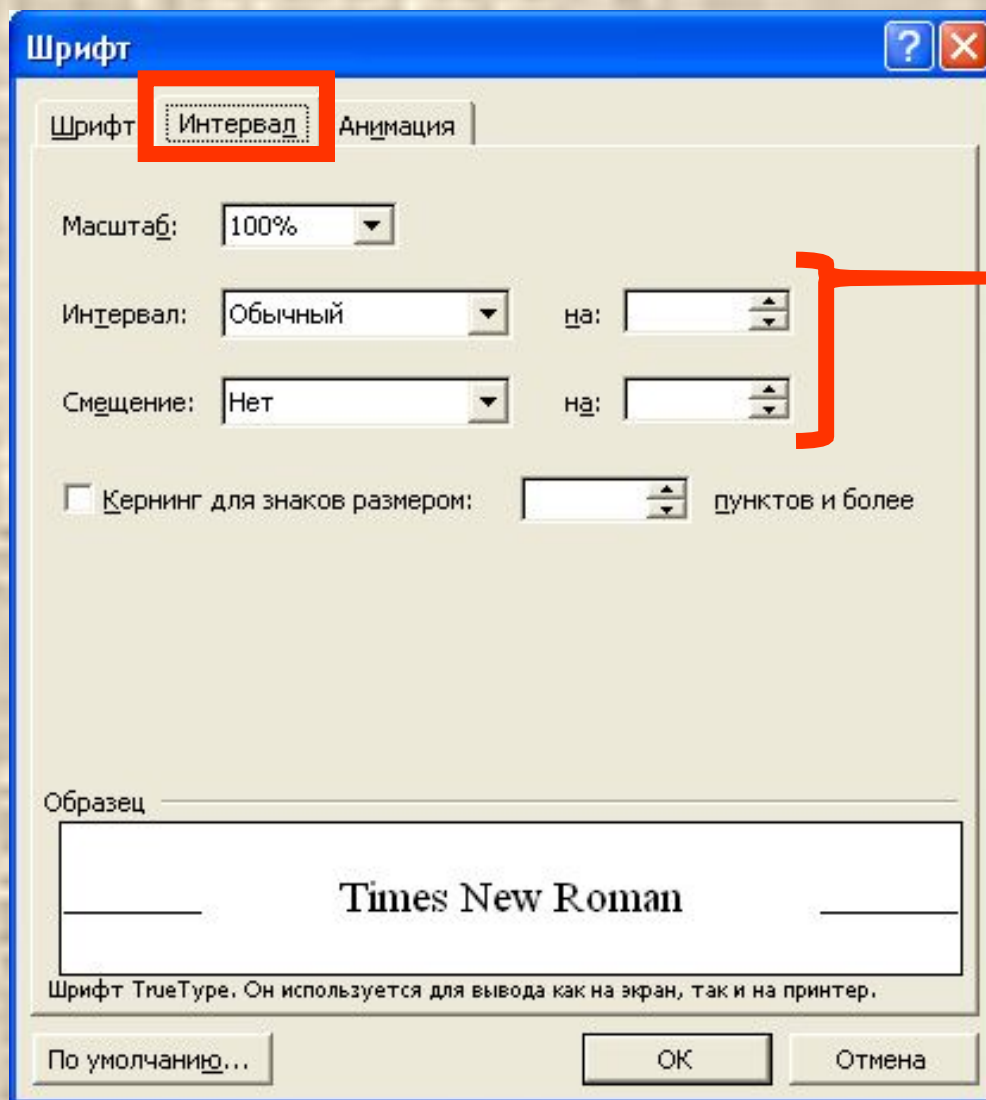 Шрифт
Шрифт Интервал Анимация
Масштаб: 100%
Интервал: Обычный на:
Смещение: Нет на:
Кернинг для знаков размером: пунктов и более
Образец
Times New Roman
Шрифт TrueType. Он используется для вывода как на экран, так и на принтер.
По умолчанию... ОК Отмена